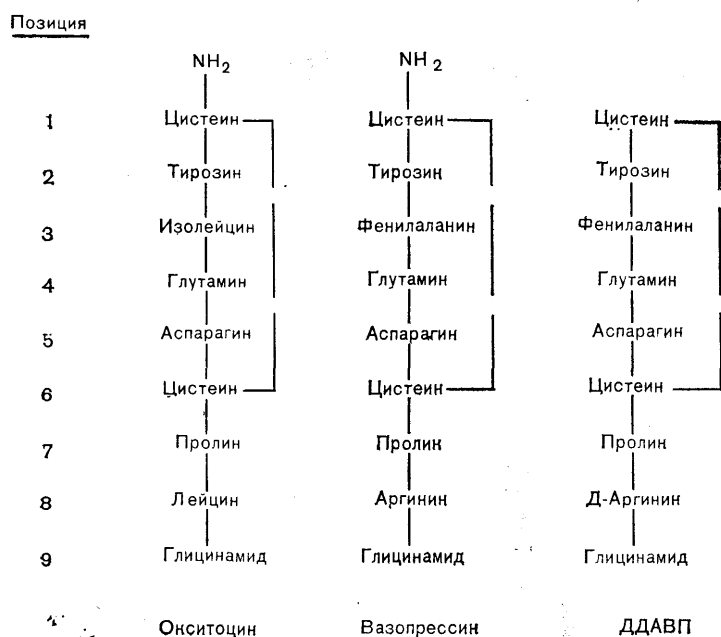 Позиция
NH2 NH2
1 Цистеин Цистеин Цистеин
2 Тирозин Тирозин Тирозин
3 Изолейцин Фенилаланин Фенилаланин
4 Глутамин Глутамин Глутамин
5 Аспарагин Аспарагин Аспарагин
6 Цистеин Цистеин Цистеин
7 Пролин Пролин Пролин
8 Лейцин Аргинин Д-Аргинин
9 Глицинамид Глицинамид Глицинамид
Окситоцин Вазопрессин ДДАВП